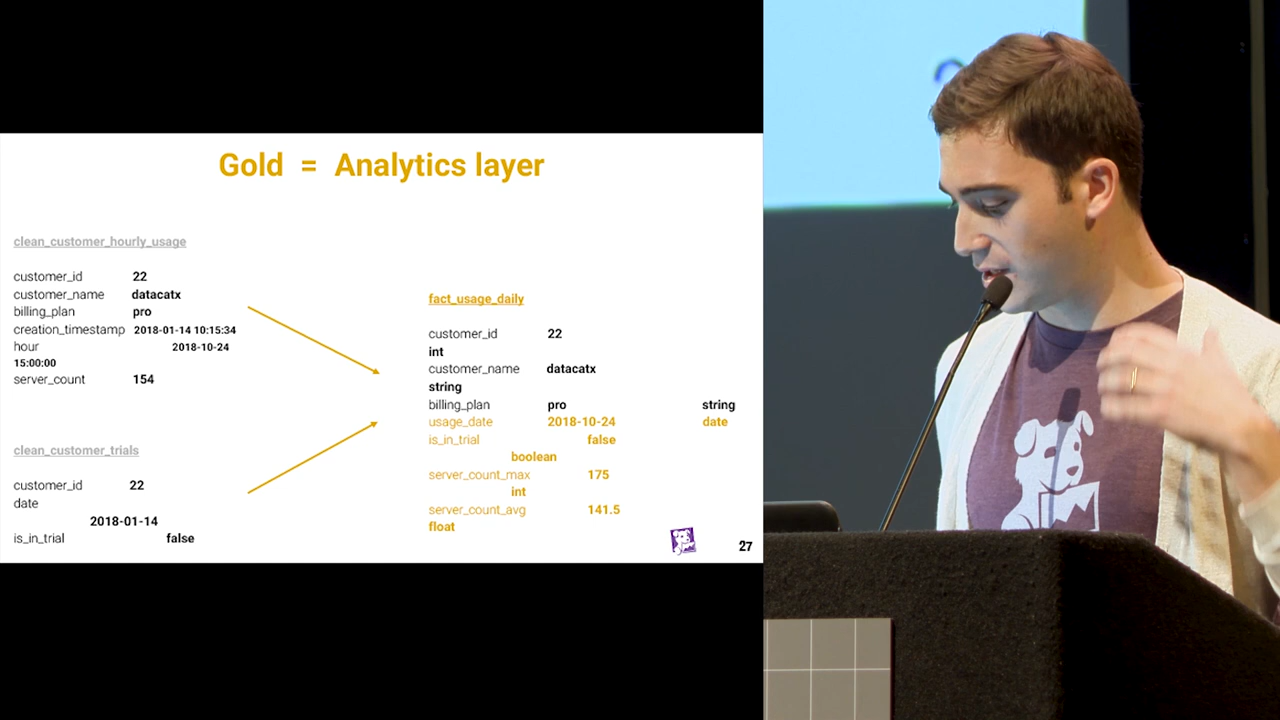 Gold = Analytics layer
clean_customer_hourly_usage
customer_id 22
customer_name datacatx
billing_plan pro
creation_timestamp 2018-01-14 10:15:34
hour 2018-10-24
15:00:00
server_count 154
clean_customer_trials
customer_id 22
date
2018-01-14
is_in_trial false
fact_usage_daily
customer_id 22
int
customer_name datacatx
string
billing_plan pro string
usage_date 2018-10-24 date
is_in_trial false
boolean
server_count_max 175
int
server_count_avg 141.5
float
27